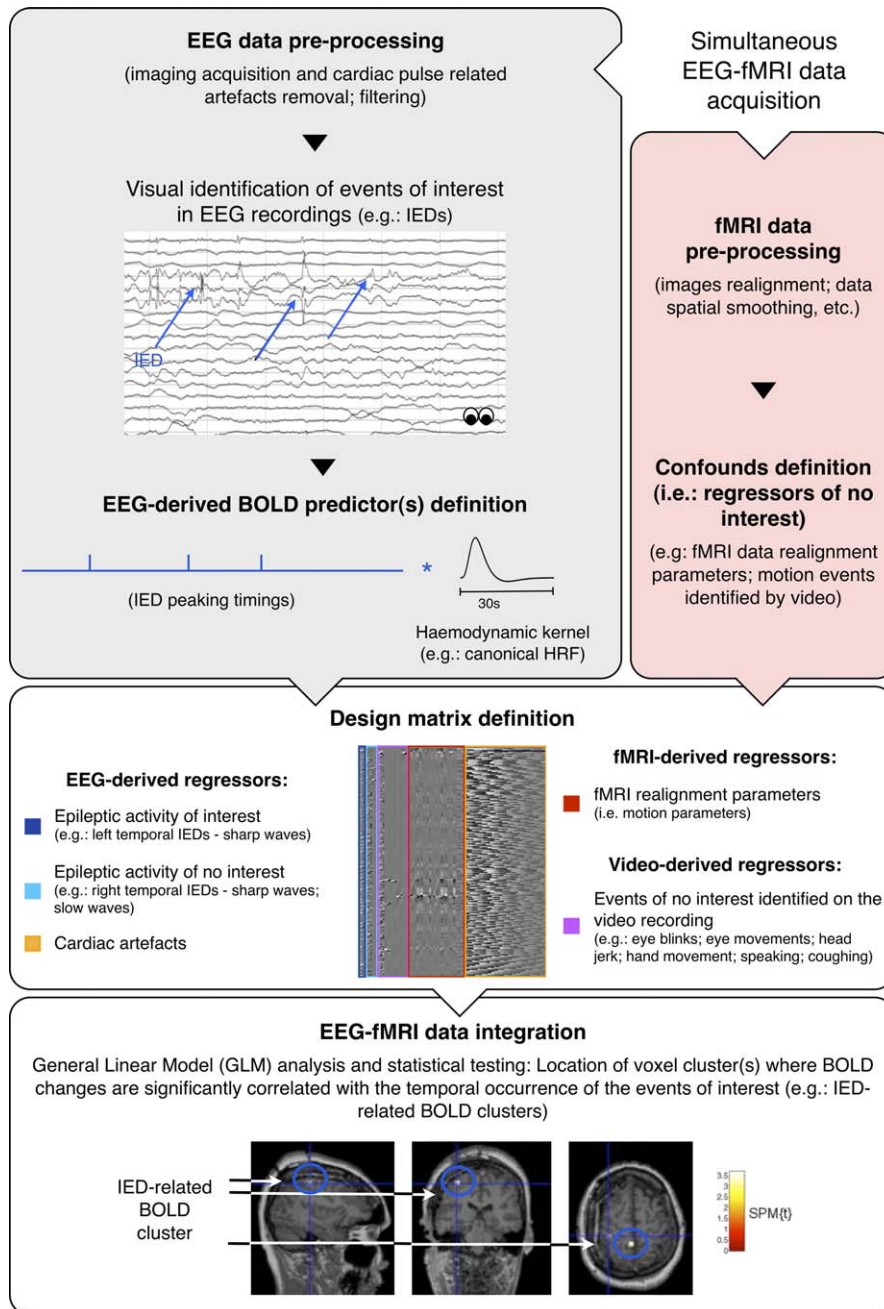 EEG data pre-processing
(imaging acquisition and cardiac pulse related
artefacts removal; filtering)
Visual identification of events of interest
in EEG recordings (e.g.: IEDs)
IED
EEG-derived BOLD predictor(s) definition
*
(IED peaking timings)
30s
Haemodynamic kernel
(e.g.: canonical HRF)
Simultaneous
EEG-fMRI data
acquisition
fMRI data
pre-processing
(images realignment; data
spatial smoothing, etc.)
Confounds definition
(i.e.: regressors of no
interest)
(e.g: fMRI data realignment
parameters; motion events
identified by video)
Design matrix definition
EEG-derived regressors:
Epileptic activity of interest
(e.g.: left temporal IEDs - sharp waves)
Epileptic activity of no interest
(e.g.: right temporal IEDs - sharp waves;
slow waves)
Cardiac artefacts
fMRI-derived regressors:
fMRI realignment parameters
(i.e. motion parameters)
Video-derived regressors:
Events of no interest identified on the
video recording
(e.g.: eye blinks; eye movements; head
jerk; hand movement; speaking; coughing)
EEG-fMRI data integration
General Linear Model (GLM) analysis and statistical testing: Location of voxel cluster(s) where BOLD
changes are significantly correlated with the temporal occurrence of the events of interest (e.g.: IED-
related BOLD clusters)
IED-related
BOLD
cluster
3.5
3
2.5
2
1.5
1
0.5
0
SPM{t}